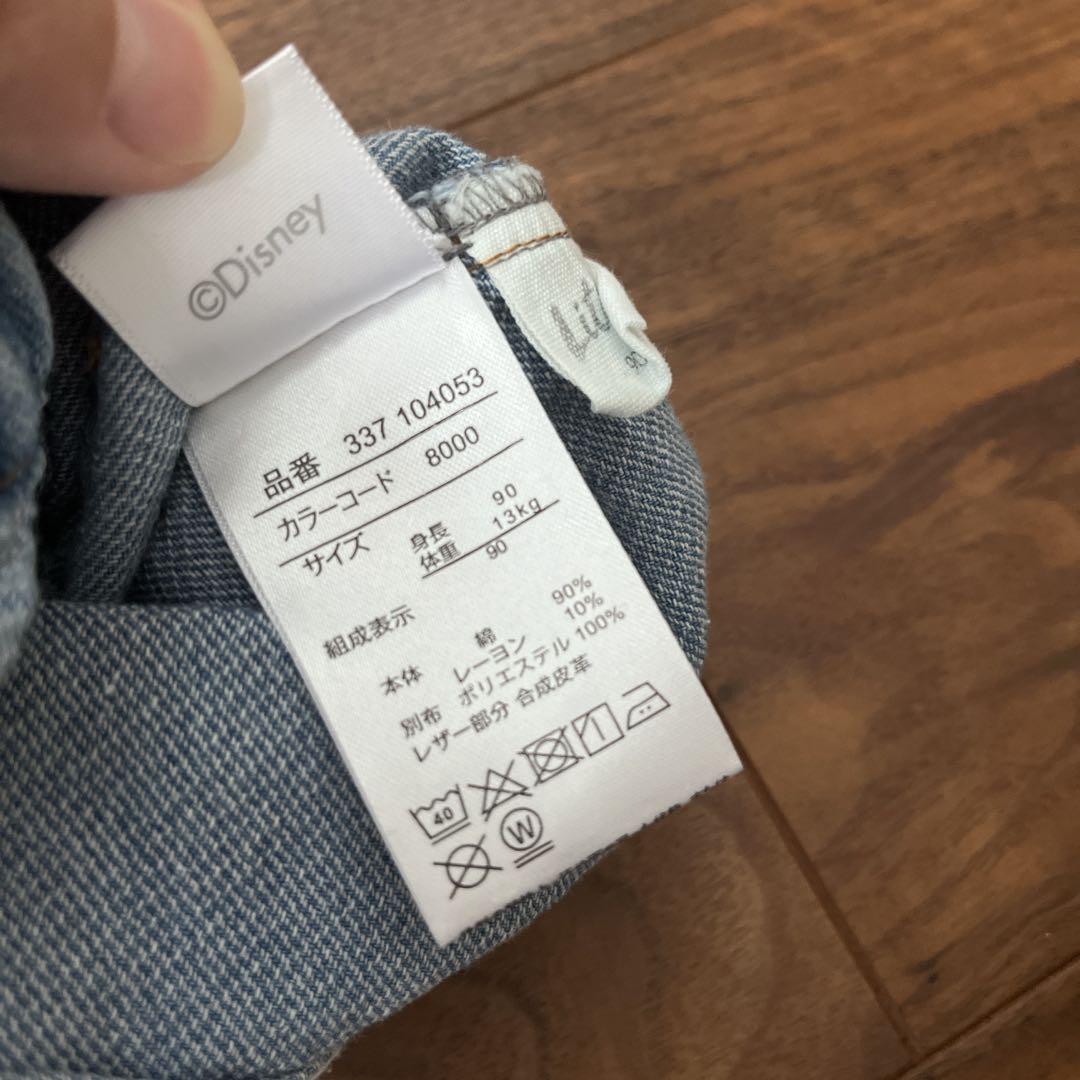 ©Disney
Lit
90
品番 337 104053
カラーコード 8000
サイズ 身長 90
体重 13kg
90
組成表示
本体 綿 90%
レーヨン 10%
別布 ポリエステル 100%
レザー部分 合成皮革
40
W